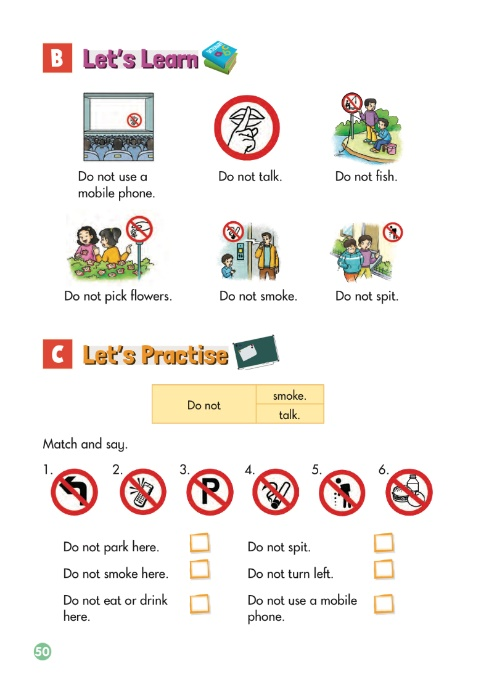 B Let's Learn
Do not use a
mobile phone.
Do not talk.
Do not fish.
Do not pick flowers.
Do not smoke.
Do not spit.
C Let's Practise
Do not
smoke.
talk.
Match and say.
1. 2. 3. 4. 5. 6.
P
Do not park here.
Do not smoke here.
Do not eat or drink
here.
Do not spit.
Do not turn left.
Do not use a mobile
phone.
50